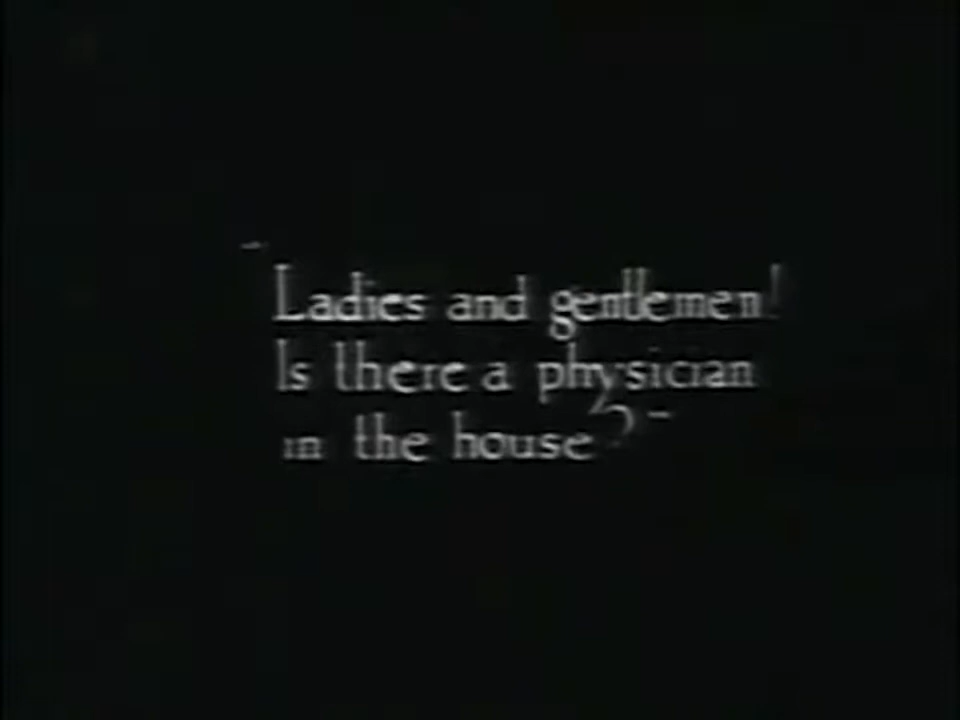 "Ladies and gentlemen!
Is there a physician
in the house?"